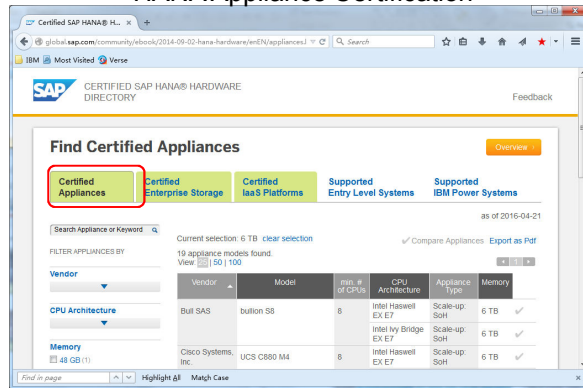 HANA Appliance Certification
Certified SAP HANA® H... × +
global.sap.com/community/ebook/2014-09-02-hana-hardware/enEN/appliances.l
Search
IBM Most Visited Verse
SAP
CERTIFIED SAP HANA® HARDWARE
DIRECTORY
Feedback
Find Certified Appliances
Overview
Certified
Appliances
Certified
Enterprise Storage
Certified
IaaS Platforms
Supported
Entry Level Systems
Supported
IBM Power Systems
as of 2016-04-21
Search Appliance or Keyword
Current selection: 6 TB clear selection
Compare Appliances Export as Pdf
FILTER APPLIANCES BY
19 appliance models found.
View 25 | 50 | 100
1
Vendor
CPU Architecture
Memory
48 GB (1)
Vendor Model min. # of CPUs CPU Architecture Appliance Type Memory
Bull SAS bullion S8 8 Intel Haswell EX E7 Scale-up: SoH 6 TB
Intel Ivy Bridge EX E7 Scale-up: SoH 6 TB
Cisco Systems, Inc. UCS C880 M4 8 Intel Haswell EX E7 Scale-up: SoH 6 TB
Find in page Highlight All Match Case